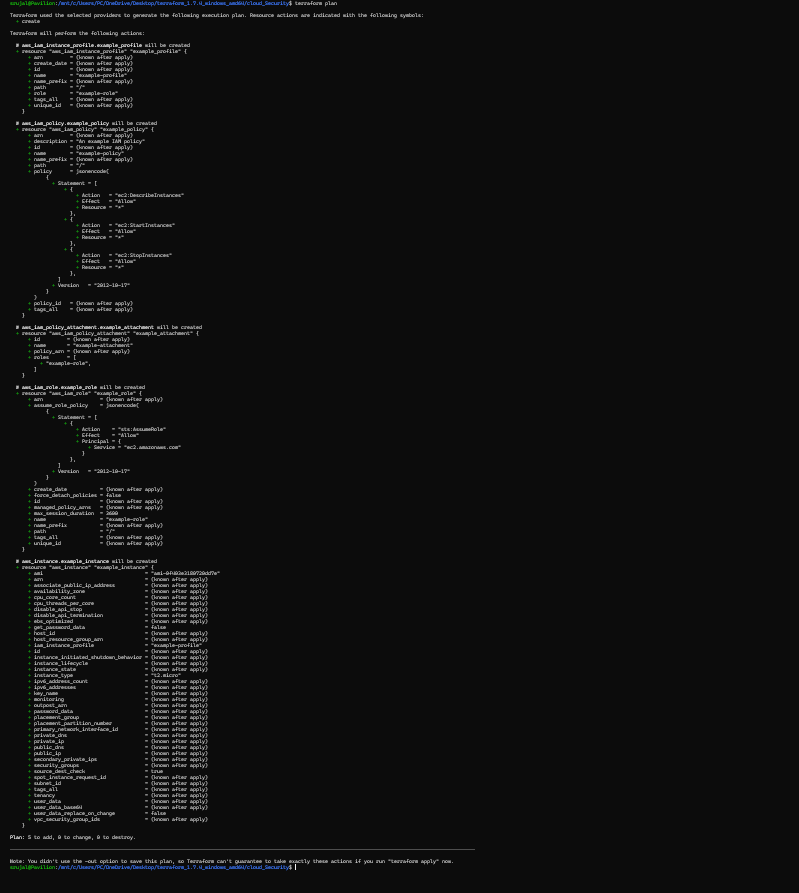 srujal@Pavilion:/mnt/c/Users/PC/OneDrive/Desktop/terraform_1.7.4_windows_amd64/cloud_Security$ terraform plan
Terraform used the selected providers to generate the following execution plan. Resource actions are indicated with the following symbols:
+ create
Terraform will perform the following actions:
# aws_iam_instance_profile.example_profile will be created
+ resource "aws_iam_instance_profile" "example_profile" {
+ arn = (known after apply)
+ create_date = (known after apply)
+ id = (known after apply)
+ name = "example-profile"
+ name_prefix = (known after apply)
+ path = "/"
+ role = "example-role"
+ tags_all = (known after apply)
+ unique_id = (known after apply)
}
# aws_iam_policy.example_policy will be created
+ resource "aws_iam_policy" "example_policy" {
+ arn = (known after apply)
+ description = "An example IAM policy"
+ id = (known after apply)
+ name = "example-policy"
+ name_prefix = (known after apply)
+ path = "/"
+ policy = jsonencode(
{
+ Statement = [
+ {
+ Action = "ec2:DescribeInstances"
+ Effect = "Allow"
+ Resource = "*"
},
+ {
+ Action = "ec2:StartInstances"
+ Effect = "Allow"
+ Resource = "*"
},
+ {
+ Action = "ec2:StopInstances"
+ Effect = "Allow"
+ Resource = "*"
},
]
+ Version = "2012-10-17"
}
)
+ policy_id = (known after apply)
+ tags_all = (known after apply)
}
# aws_iam_policy_attachment.example_attachment will be created
+ resource "aws_iam_policy_attachment" "example_attachment" {
+ id = (known after apply)
+ name = "example-attachment"
+ policy_arn = (known after apply)
+ roles = [
+ "example-role",
]
}
# aws_iam_role.example_role will be created
+ resource "aws_iam_role" "example_role" {
+ arn = (known after apply)
+ assume_role_policy = jsonencode(
{
+ Statement = [
+ {
+ Action = "sts:AssumeRole"
+ Effect = "Allow"
+ Principal = {
+ Service = "ec2.amazonaws.com"
}
},
]
+ Version = "2012-10-17"
}
)
+ create_date = (known after apply)
+ force_detach_policies = false
+ id = (known after apply)
+ managed_policy_arns = (known after apply)
+ max_session_duration = 3600
+ name = "example-role"
+ name_prefix = (known after apply)
+ path = "/"
+ tags_all = (known after apply)
+ unique_id = (known after apply)
}
# aws_instance.example_instance will be created
+ resource "aws_instance" "example_instance" {
+ ami =
+ arn = (known after apply)
+ associate_public_ip_address = (known after apply)
+ availability_zone = (known after apply)
+ cpu_core_count = (known after apply)
+ cpu_threads_per_core = (known after apply)
+ disable_api_stop = (known after apply)
+ disable_api_termination = (known after apply)
+ ebs_optimized = (known after apply)
+ get_password_data = false
+ host_id = (known after apply)
+ host_resource_group_arn = (known after apply)
+ iam_instance_profile = "example-profile"
+ id = (known after apply)
+ instance_initiated_shutdown_behavior = (known after apply)
+ instance_lifecycle = (known after apply)
+ instance_state = (known after apply)
+ instance_type = "t2.micro"
+ ipv6_address_count = (known after apply)
+ ipv6_addresses = (known after apply)
+ key_name = (known after apply)
+ monitoring = (known after apply)
+ outpost_arn = (known after apply)
+ password_data = (known after apply)
+ placement_group = (known after apply)
+ placement_partition_number = (known after apply)
+ primary_network_interface_id = (known after apply)
+ private_dns = (known after apply)
+ private_ip = (known after apply)
+ public_dns = (known after apply)
+ public_ip = (known after apply)
+ secondary_private_ips = (known after apply)
+ security_groups = (known after apply)
+ source_dest_check = true
+ spot_instance_request_id = (known after apply)
+ subnet_id = (known after apply)
+ tags_all = (known after apply)
+ tenancy = (known after apply)
+ user_data = (known after apply)
+ user_data_base64 = (known after apply)
+ user_data_replace_on_change = false
+ vpc_security_group_ids = (known after apply)
}
Plan: 5 to add, 0 to change, 0 to destroy.
Note: You didn't use the -out option to save this plan, so Terraform can't guarantee to take exactly these actions if you run "terraform apply" now.
srujal@Pavilion:/mnt/c/Users/PC/OneDrive/Desktop/terraform_1.7.4_windows_amd64/cloud_Security$